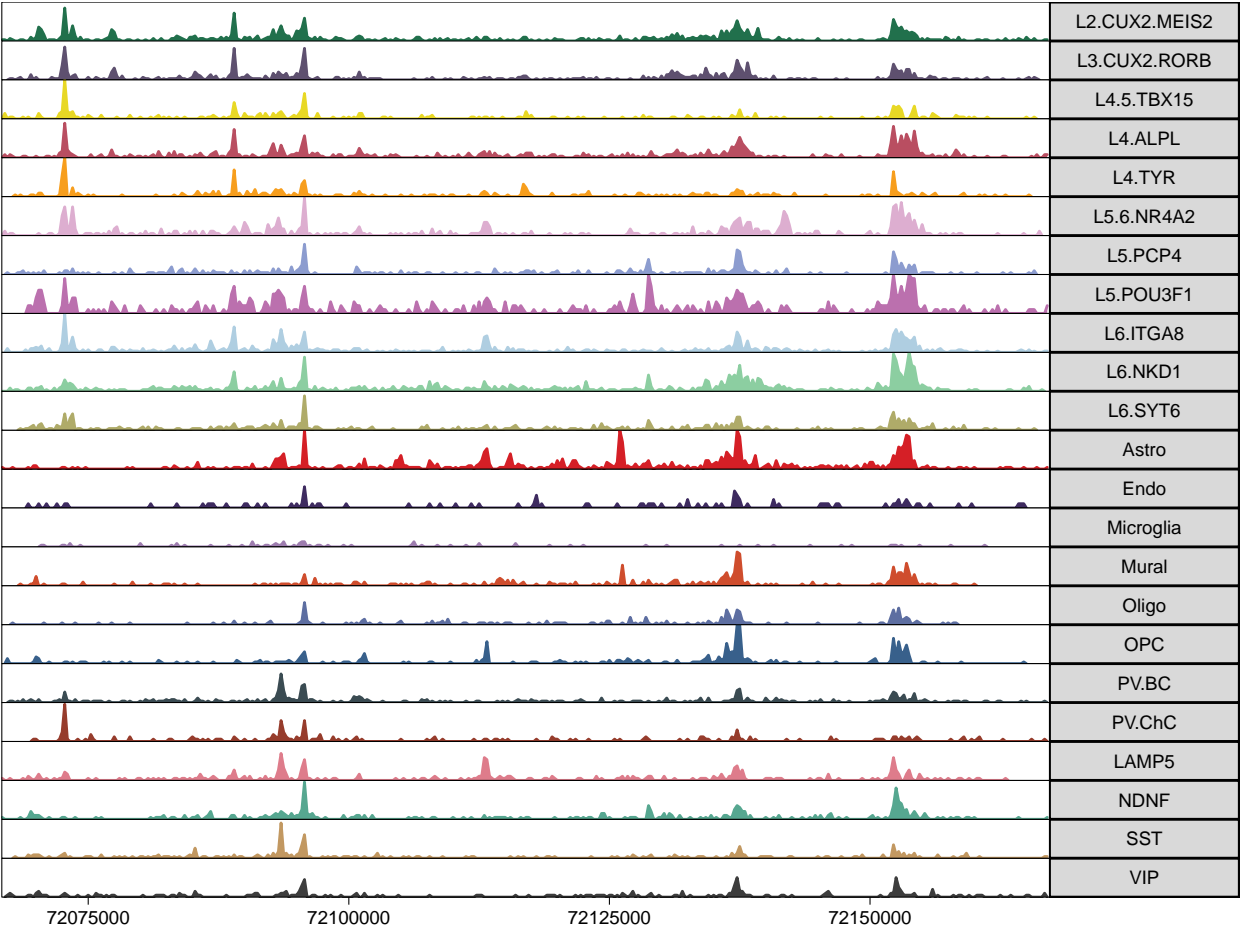 L2.CUX2.MEIS2
L3.CUX2.RORB
L4.5.TBX15
L4.ALPL
L4.TYR
L5.6.NR4A2
L5.PCP4
L5.POU3F1
L6.ITGA8
L6.NKD1
L6.SYT6
Astro
Endo
Microglia
Mural
Oligo
OPC
PV.BC
PV.ChC
LAMP5
NDNF
SST
VIP
72075000 72100000 72125000 72150000